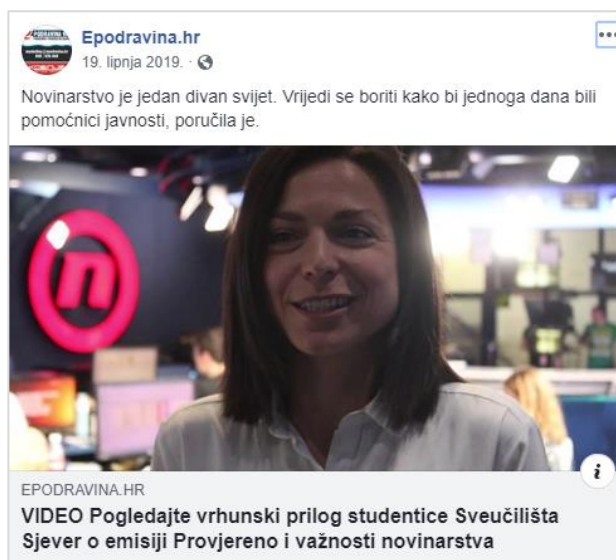 Epodravina.hr
19. lipnja 2019.
Novinarstvo je jedan divan svijet. Vrijedi se boriti kako bi jednoga dana bili
pomoćnici javnosti, poručila je.
n
i
EPODRAVINA.HR
VIDEO Pogledajte vrhunski prilog studentice Sveučilišta
Sjever o emisiji Provjereno i važnosti novinarstva